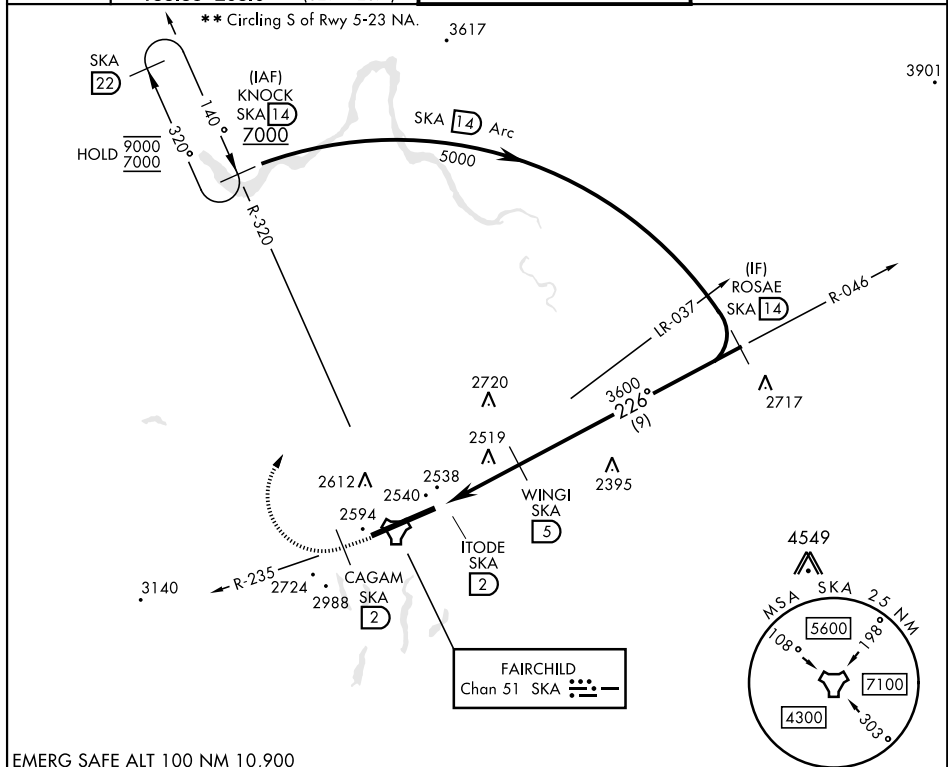 ** Circling S of Rwy 5-23 NA.
3617
3901
SKA
22
(IAF)
KNOCK
SKA 14
7000
140°
320°
HOLD 9000
7000
SKA 14 Arc
5000
R-320
(IF)
ROSAE
SKA 14
R-046
LR-037
2720
3600
226°
(9)
2717
2519
2612
2538
2540
2395
WINGI
SKA
5
2594
ITODE
SKA
2
R-235
CAGAM
SKA
2
3140
2724
2988
4549
MSA SKA 25 NM
108°
5600
198°
7100
4300
303°
FAIRCHILD
Chan 51 SKA
EMERG SAFE ALT 100 NM 10,900